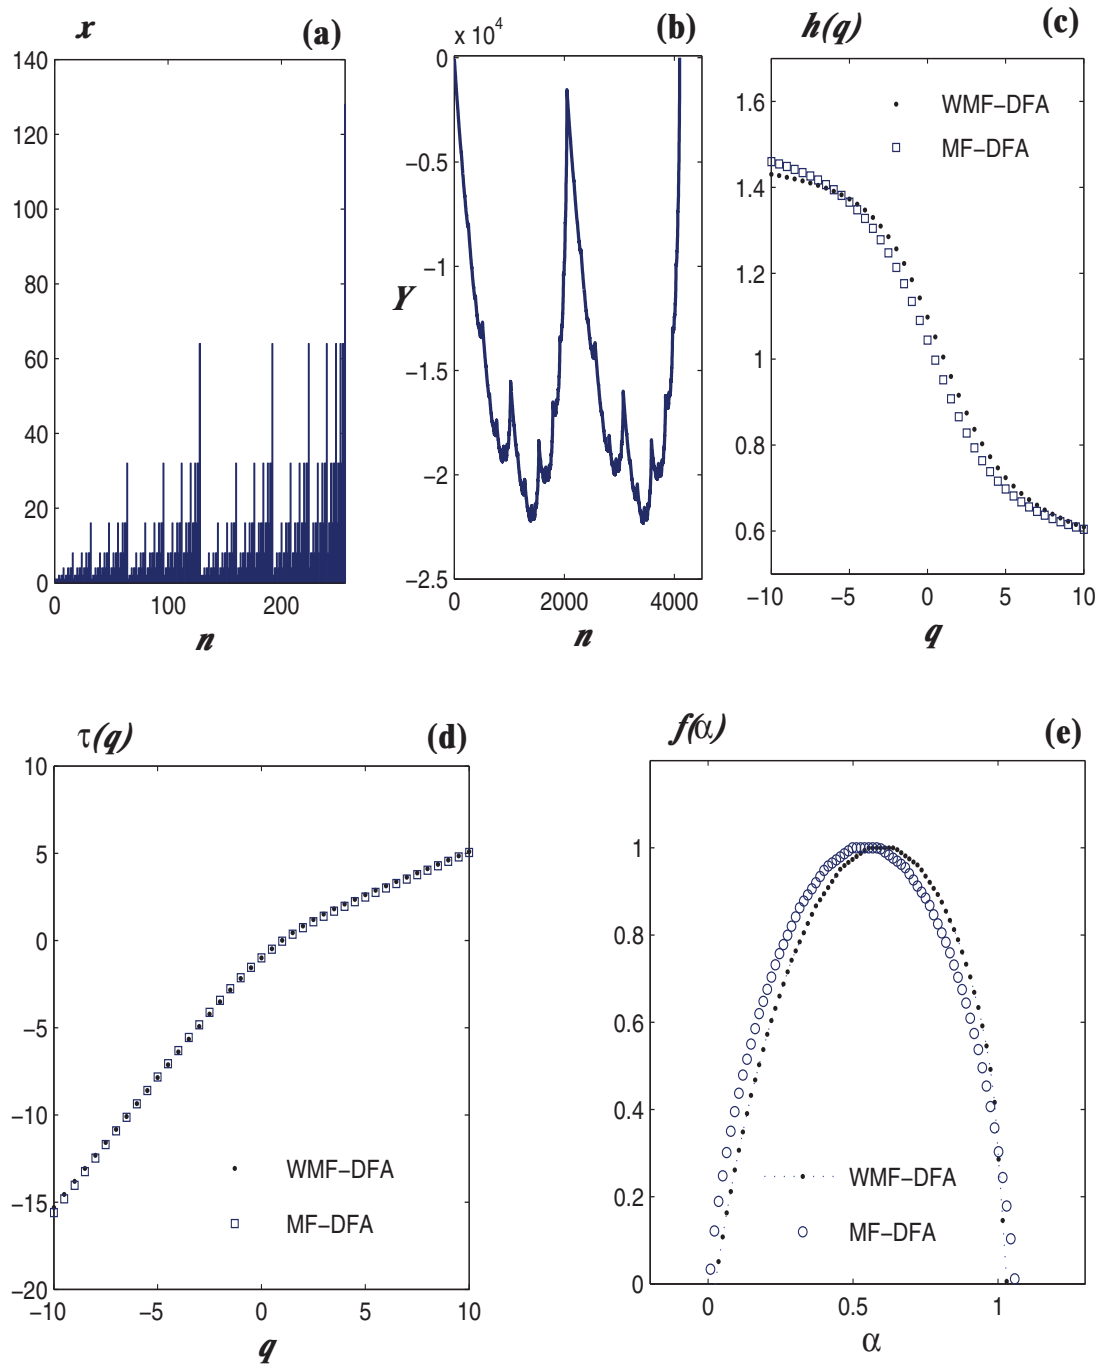 x (a)
140
120
100
80
60
40
20
0
0 100 200
n
(b)
x 10^4
0
−0.5
−1
Y
−1.5
−2
−2.5
0 2000 4000
n
h(q) (c)
1.6
1.4
1.2
1
0.8
0.6
WMF−DFA
MF−DFA
−10 −5 0 5 10
q
τ(q) (d)
10
5
0
−5
−10
−15
−20
WMF−DFA
MF−DFA
−10 −5 0 5 10
q
f(α) (e)
1
0.8
0.6
0.4
0.2
0
WMF−DFA
MF−DFA
0 0.5 1
α